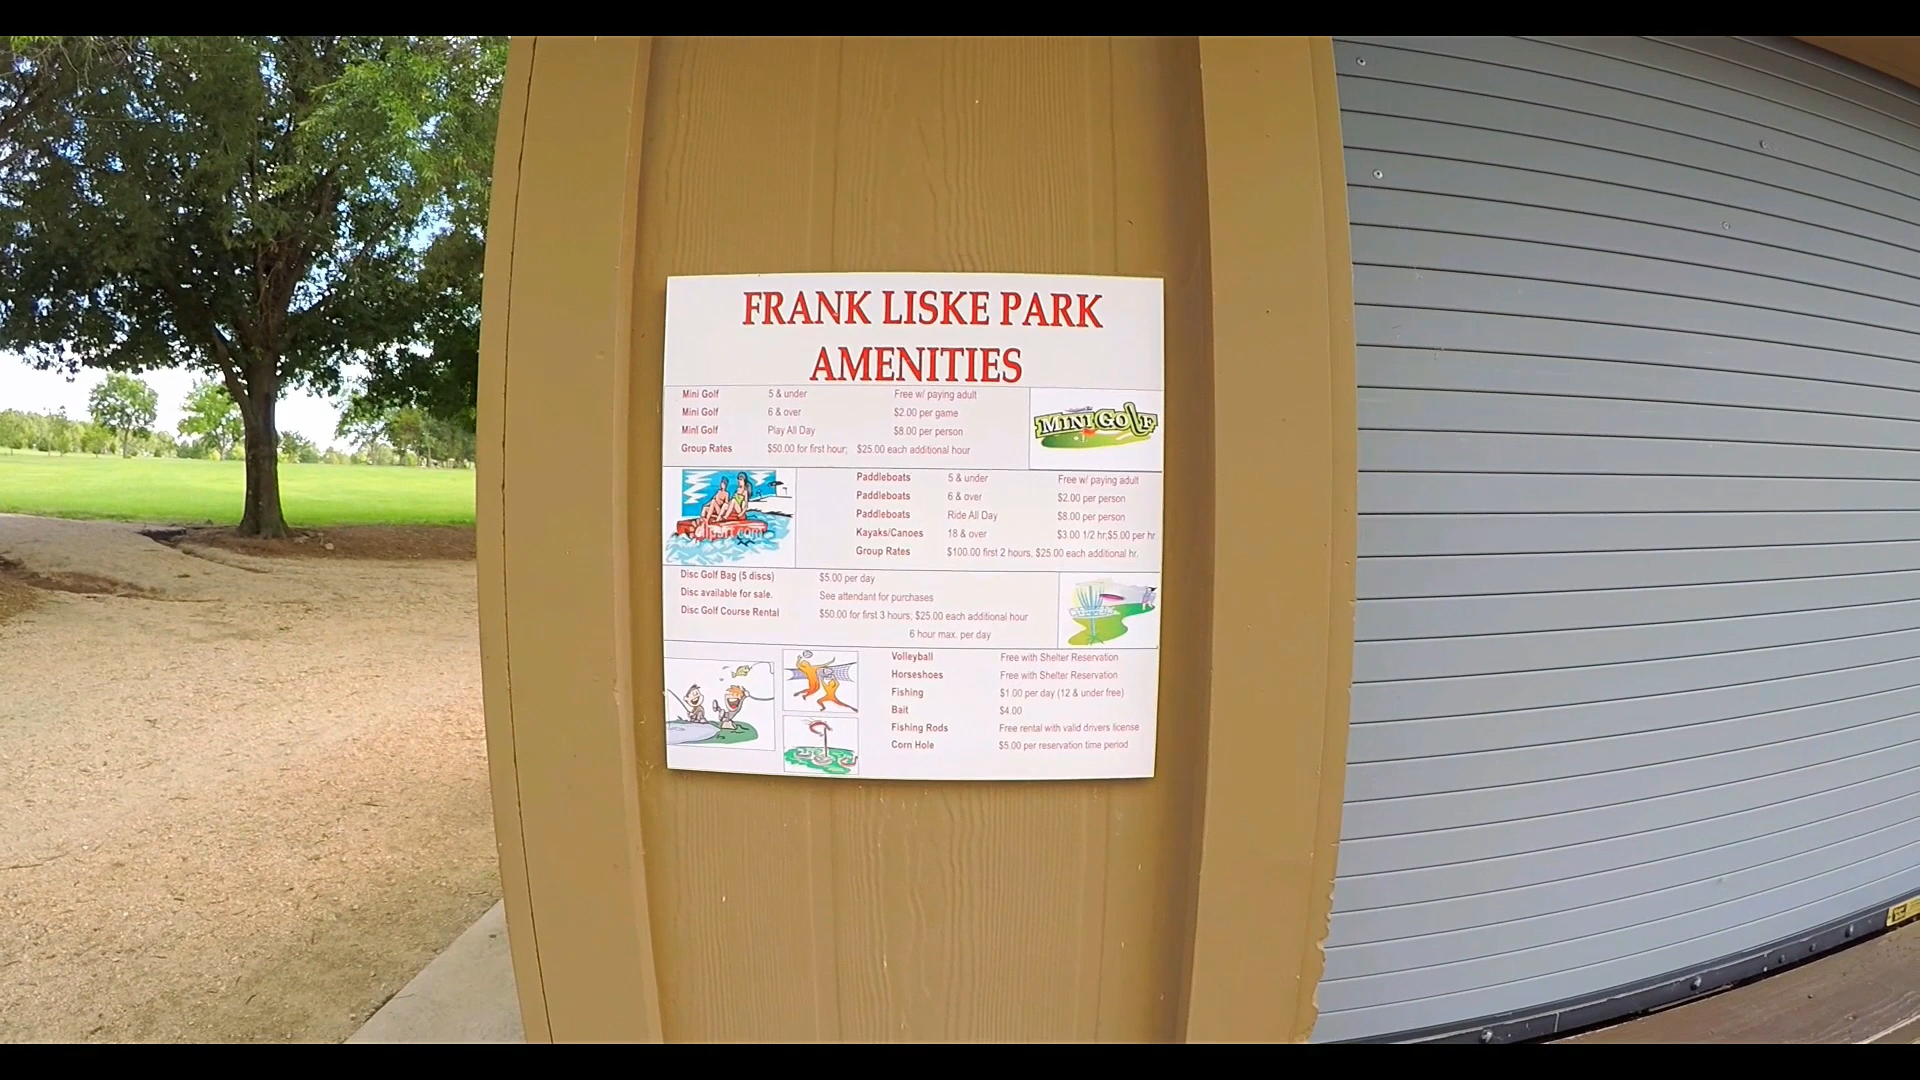 FRANK LISKE PARK
AMENITIES
Mini Golf 5 & under Free w/ paying adult
Mini Golf 6 & over $2.00 per game
Mini Golf Play All Day $8.00 per person
Group Rates $50.00 for first hour; $25.00 each additional hour
MINI GOLF
Paddleboats 5 & under Free w/ paying adult
Paddleboats 6 & over $2.00 per person
Paddleboats Ride All Day $8.00 per person
Kayaks/Canoes 18 & over $3.00 1/2 hr;$5.00 per hr
Group Rates $100.00 first 2 hours, $25.00 each additional hr.
Disc Golf Bag (5 discs) $5.00 per day
Disc available for sale. See attendant for purchases
Disc Golf Course Rental $50.00 for first 3 hours; $25.00 each additional hour
6 hour max. per day
Volleyball Free with Shelter Reservation
Horseshoes Free with Shelter Reservation
Fishing $1.00 per day (12 & under free)
Bait $4.00
Fishing Rods Free rental with valid drivers license
Corn Hole $5.00 per reservation time period